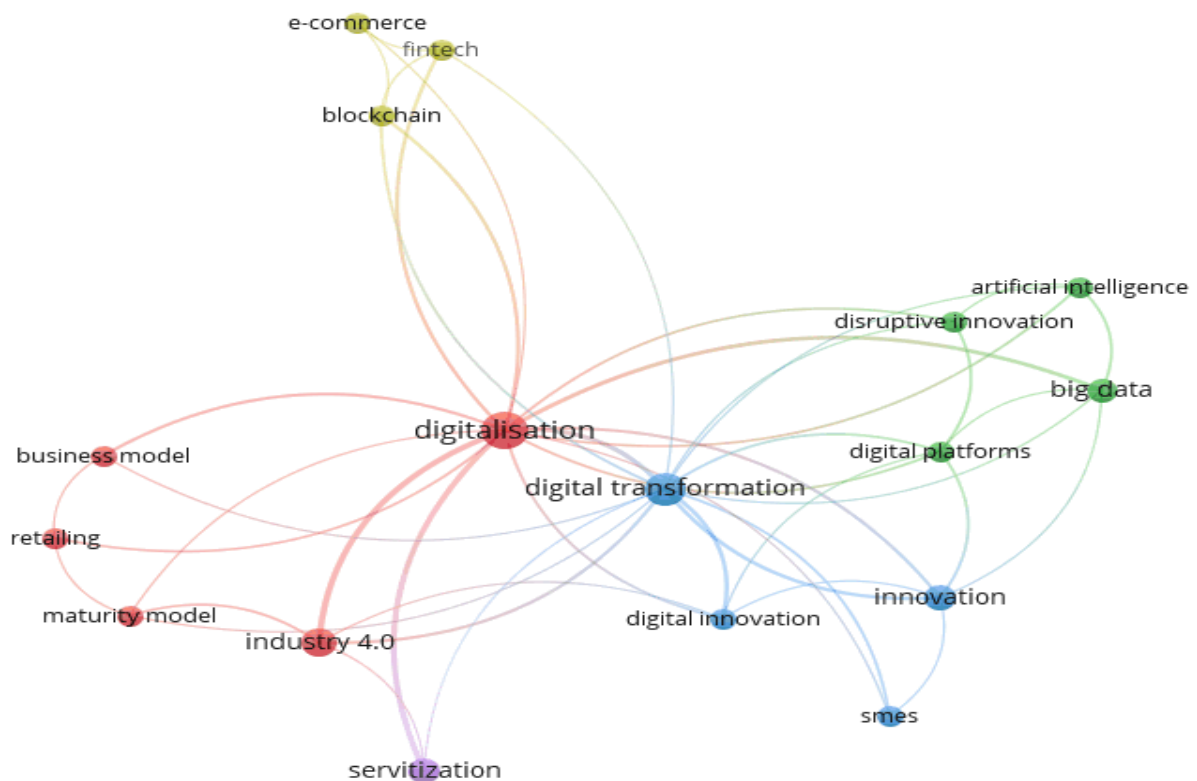 e-commerce
fintech
blockchain
artificial intelligence
disruptive innovation
big data
digitalisation
business model
digital platforms
digital transformation
retailing
innovation
maturity model
digital innovation
industry 4.0
smes
servitization